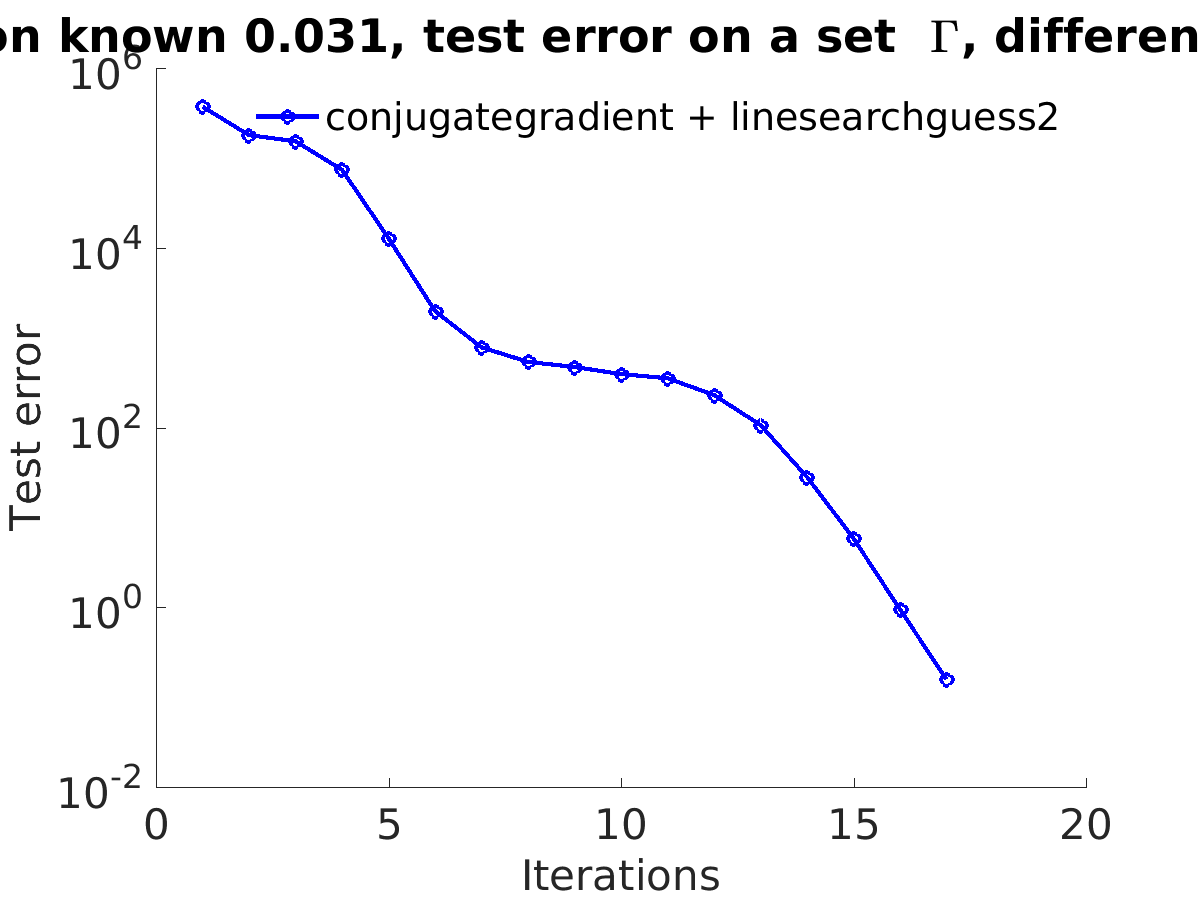 on known 0.031, test error on a set Γ, differen
10^6
conjugategradient + linesearchguess2
10^4
10^2
10^0
10^-2
Test error
0 5 10 15 20
Iterations